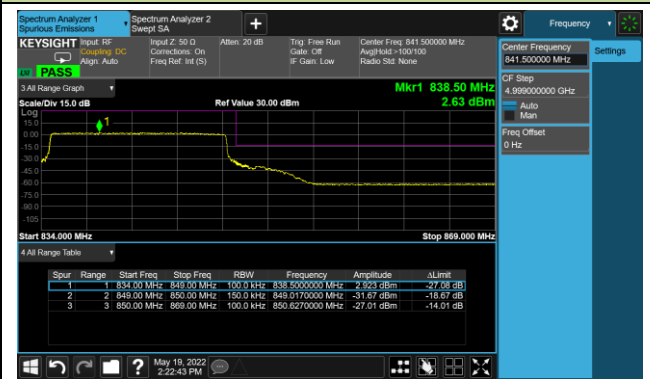 Spectrum Analyzer 1
Spurious Emissions
Spectrum Analyzer 2
Swept SA
+
Frequency
KEYSIGHT
Input: RF
Coupling: DC
Align: Auto
Input Z: 50 Ω
Corrections: On
Freq Ref: Int (S)
Atten: 20 dB
Trig: Free Run
Gate: Off
IF Gain: Low
Center Freq: 841.500000 MHz
Avg|Hold:>100/100
Radio Std: None
LXI
PASS
Center Frequency
841.500000 MHz
Settings
CF Step
4.999000000 GHz
Auto
Man
Freq Offset
0 Hz
3 All Range Graph
Mkr1 838.50 MHz
Scale/Div 15.0 dB
Ref Value 30.00 dBm
2.63 dBm
Log
15.0
0.00
-15.0
-30.0
-45.0
-60.0
-75.0
-90.0
-105
1
Start 834.000 MHz
Stop 869.000 MHz
4 All Range Table
Spur Range Start Freq Stop Freq RBW Frequency Amplitude ΔLimit
1 1 834.00 MHz 849.00 MHz 100.0 kHz 838.5000000 MHz 2.923 dBm -27.08 dB
2 2 849.00 MHz 850.00 MHz 150.0 kHz 849.0170000 MHz -31.67 dBm -18.67 dB
3 3 850.00 MHz 869.00 MHz 100.0 kHz 850.6270000 MHz -27.01 dBm -14.01 dB
?
May 19, 2022
2:22:43 PM